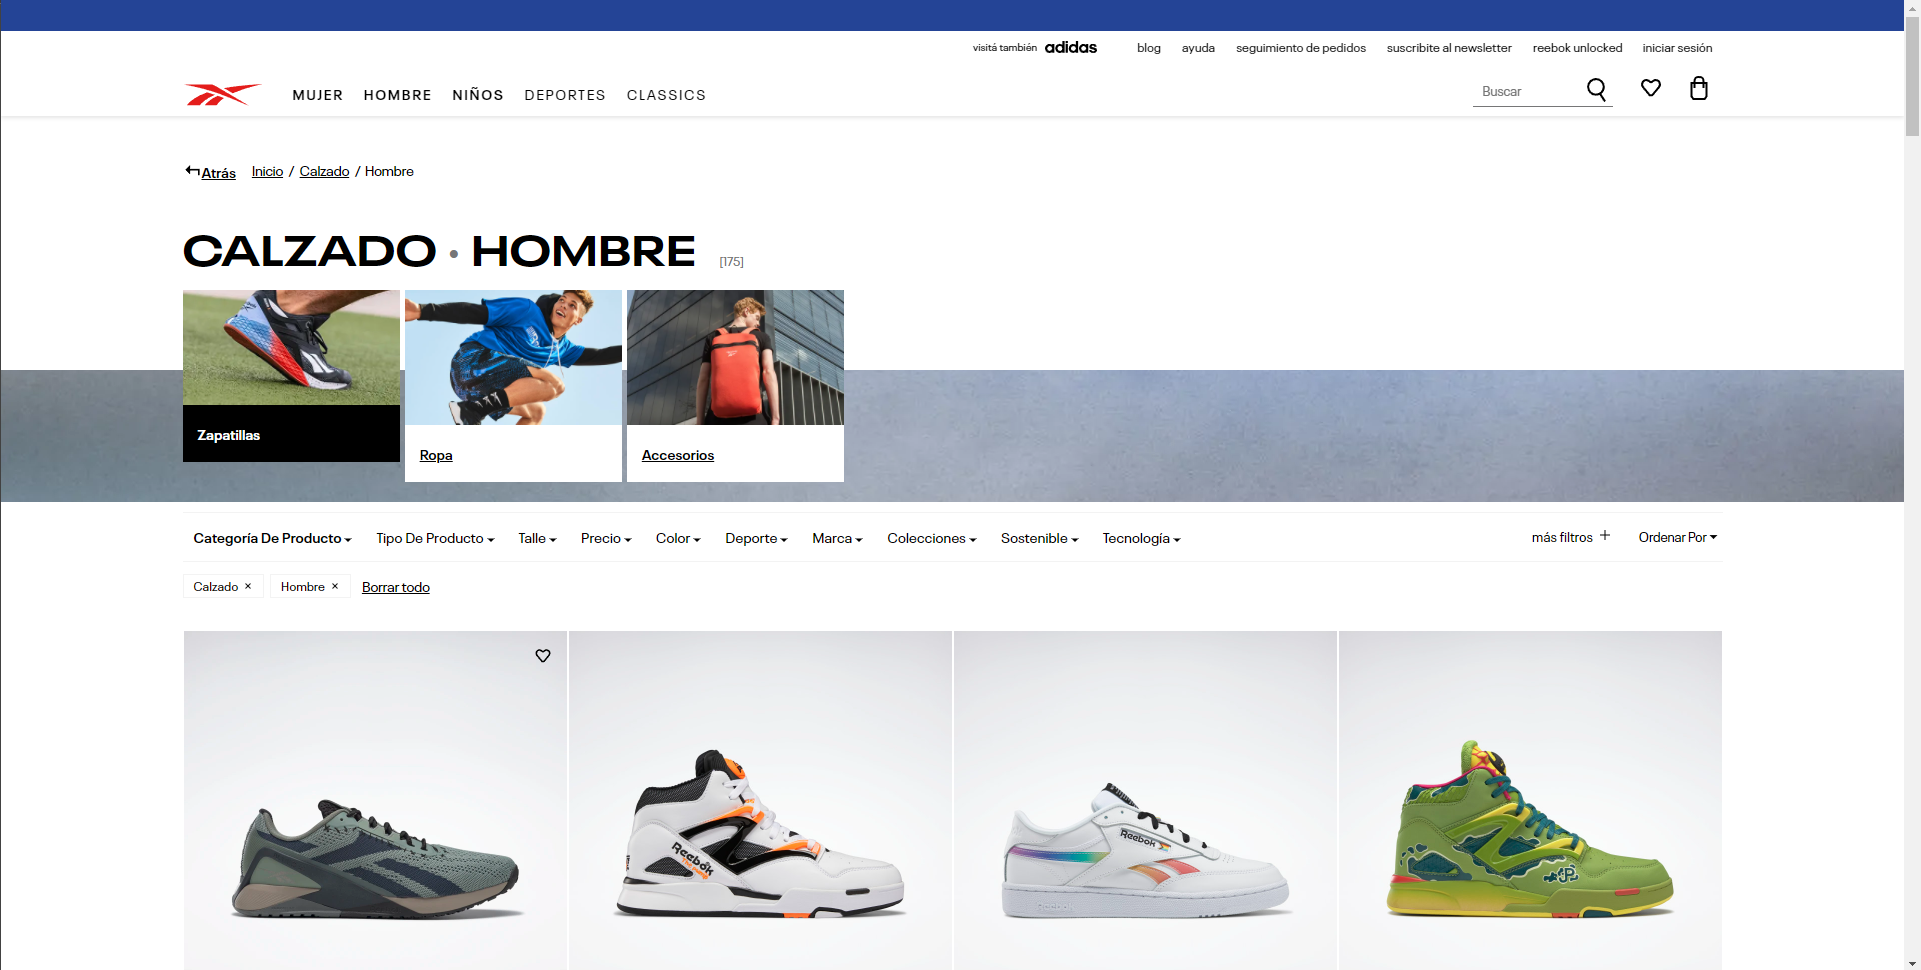 visitá también adidas blog ayuda seguimiento de pedidos suscribite al newsletter reebok unlocked iniciar sesión
MUJER HOMBRE NIÑOS DEPORTES CLASSICS Buscar
Atrás Inicio / Calzado / Hombre
CALZADO • HOMBRE [175]
Zapatillas
Ropa
Accesorios
Categoría De Producto Tipo De Producto Talle Precio Color Deporte Marca Colecciones Sostenible Tecnología más filtros + Ordenar Por
Calzado × Hombre × Borrar todo
Reebok
Reebok